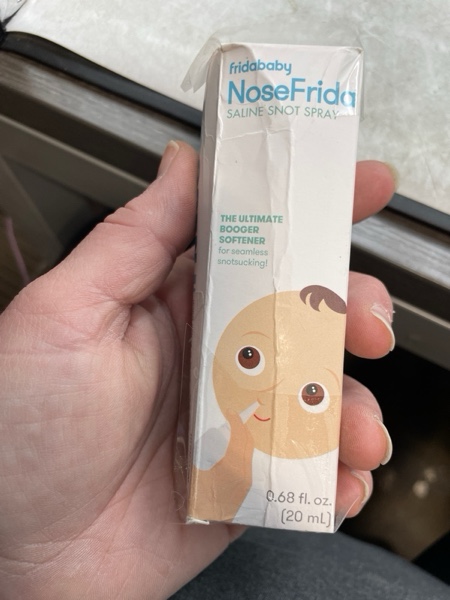 fridababy
NoseFrida
SALINE SNOT SPRAY
THE ULTIMATE
BOOGER
SOFTENER
for seamless
snotsucking!
0.68 fl. oz.
(20 mL)